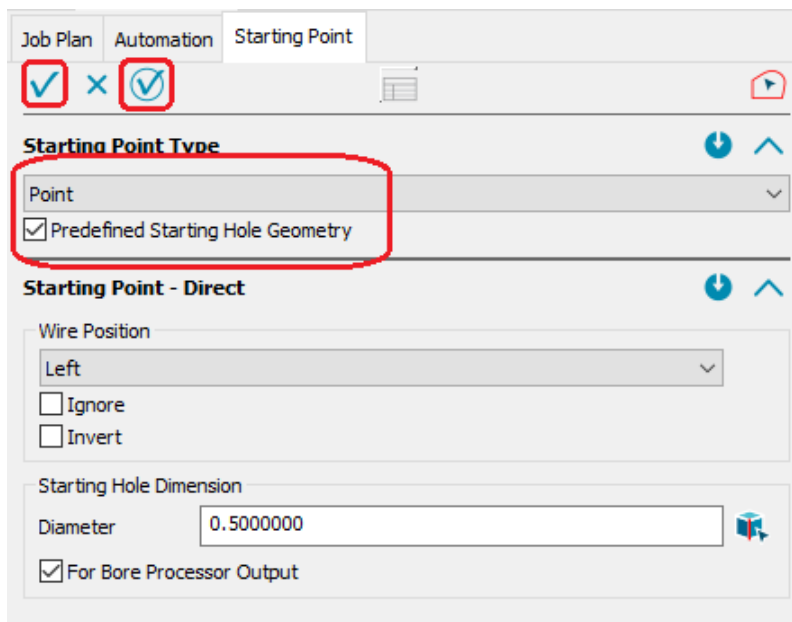 Job Plan Automation Starting Point
Starting Point Type
Point
Predefined Starting Hole Geometry
Starting Point - Direct
Wire Position
Left
Ignore
Invert
Starting Hole Dimension
Diameter 0.5000000
For Bore Processor Output